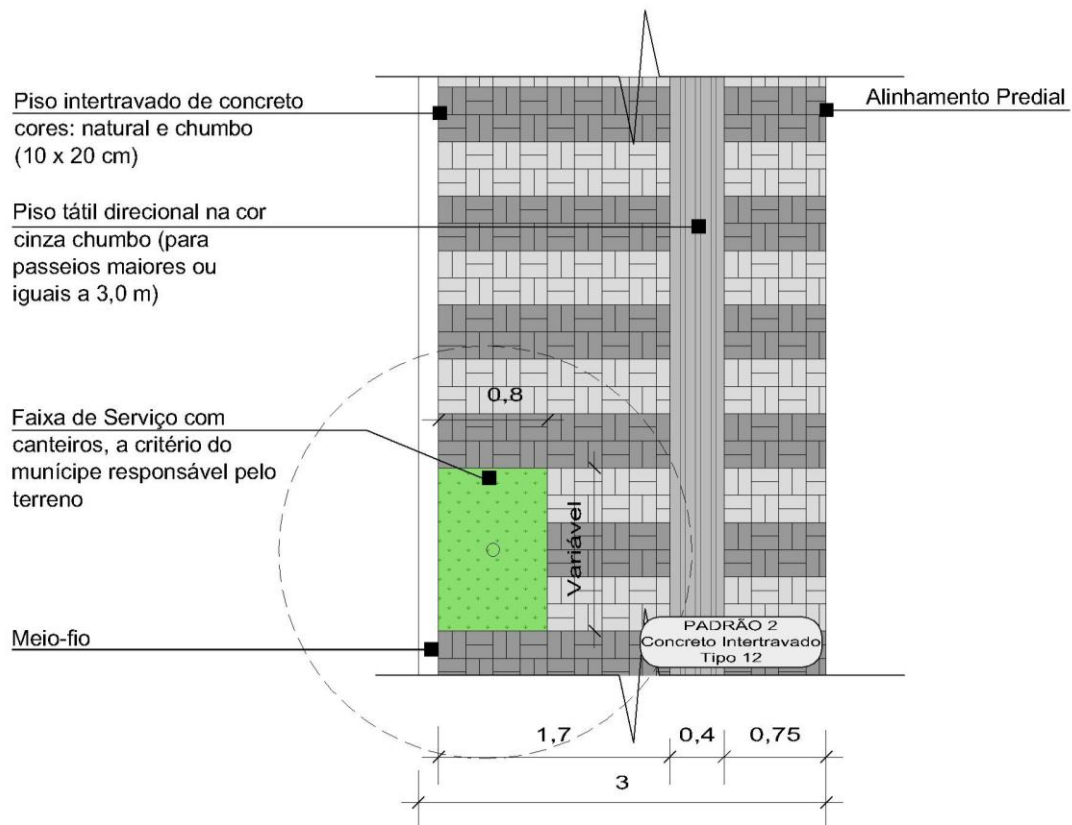 Piso intertravado de concreto
cores: natural e chumbo
(10 x 20 cm)
Alinhamento Predial
Piso tátil direcional na cor
cinza chumbo (para
passeios maiores ou
iguais a 3,0 m)
0,8
Faixa de Serviço com
canteiros, a critério do
munícipe responsável pelo
terreno
Variável
Meio-fio
PADRÃO 2
Concreto Intertravado
Tipo 12
1,7
0,4
0,75
3